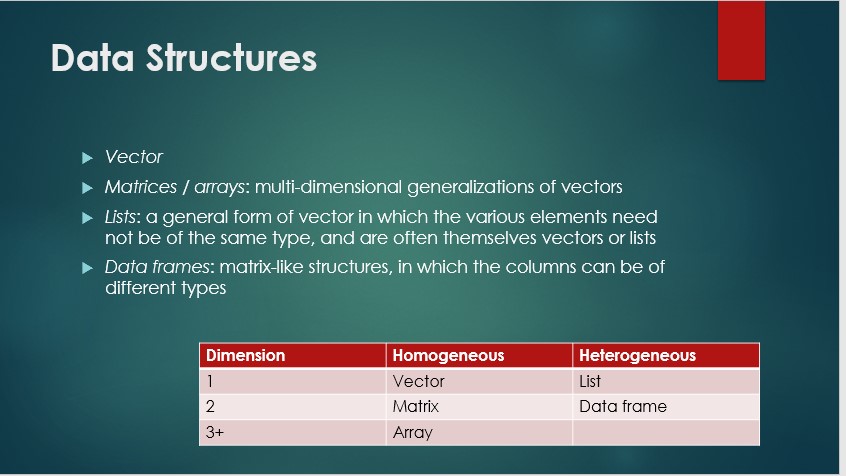 Data Structures
Vector
Matrices / arrays: multi-dimensional generalizations of vectors
Lists: a general form of vector in which the various elements need
not be of the same type, and are often themselves vectors or lists
Data frames: matrix-like structures, in which the columns can be of
different types
Dimension Homogeneous Heterogeneous
1 Vector List
2 Matrix Data frame
3+ Array